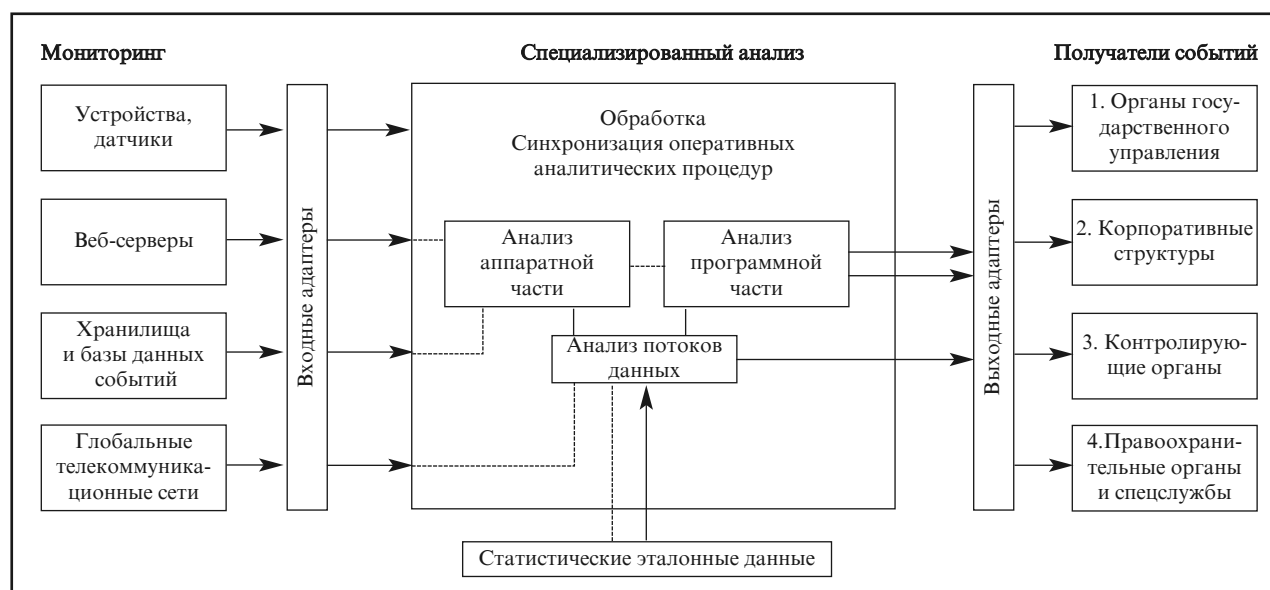 Мониторинг
Специализированный анализ
Получатели событий
Устройства,
датчики
Веб-серверы
Хранилища
и базы данных
событий
Глобальные
телекоммуника-
ционные сети
Входные адаптеры
Обработка
Синхронизация оперативных
аналитических процедур
Анализ
аппаратной
части
Анализ
программной
части
Анализ потоков
данных
Статистические эталонные данные
Выходные адаптеры
1. Органы госу-
дарственного
управления
2. Корпоративные
структуры
3. Контролирую-
щие органы
4.Правоохрани-
тельные органы
и спецслужбы